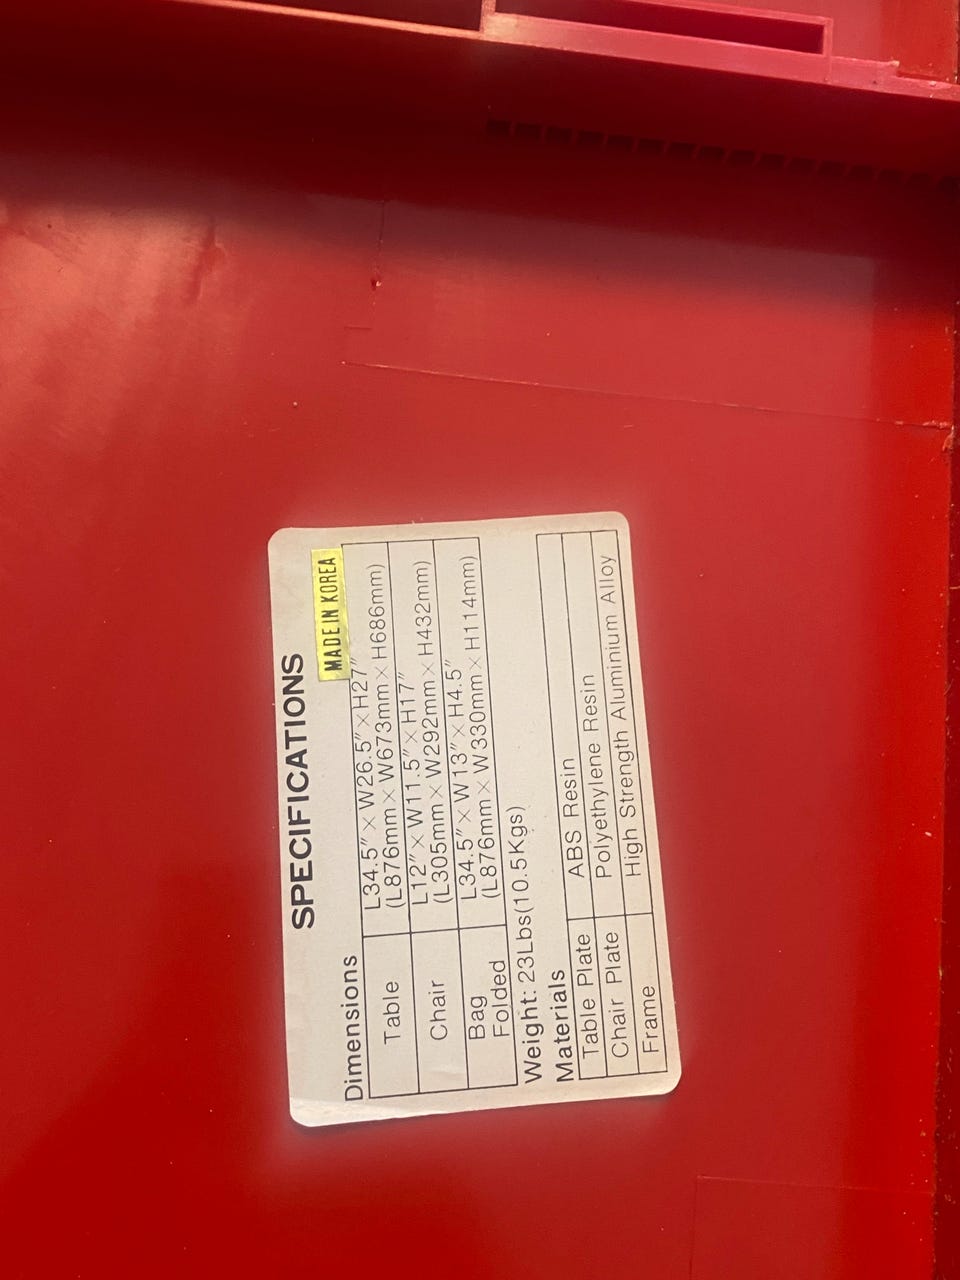 SPECIFICATIONS
MADE IN KOREA
Dimensions
Table L34.5″×W26.5″×H27″
(L876mm×W673mm×H686mm)
Chair L12″×W11.5″×H17″
(L305mm×W292mm×H432mm)
Bag L34.5″×W13″×H4.5″
Folded (L876mm×W330mm×H114mm)
Weight: 23Lbs(10.5Kgs)
Materials
Table Plate ABS Resin
Chair Plate Polyethylene Resin
Frame High Strength Aluminium Alloy